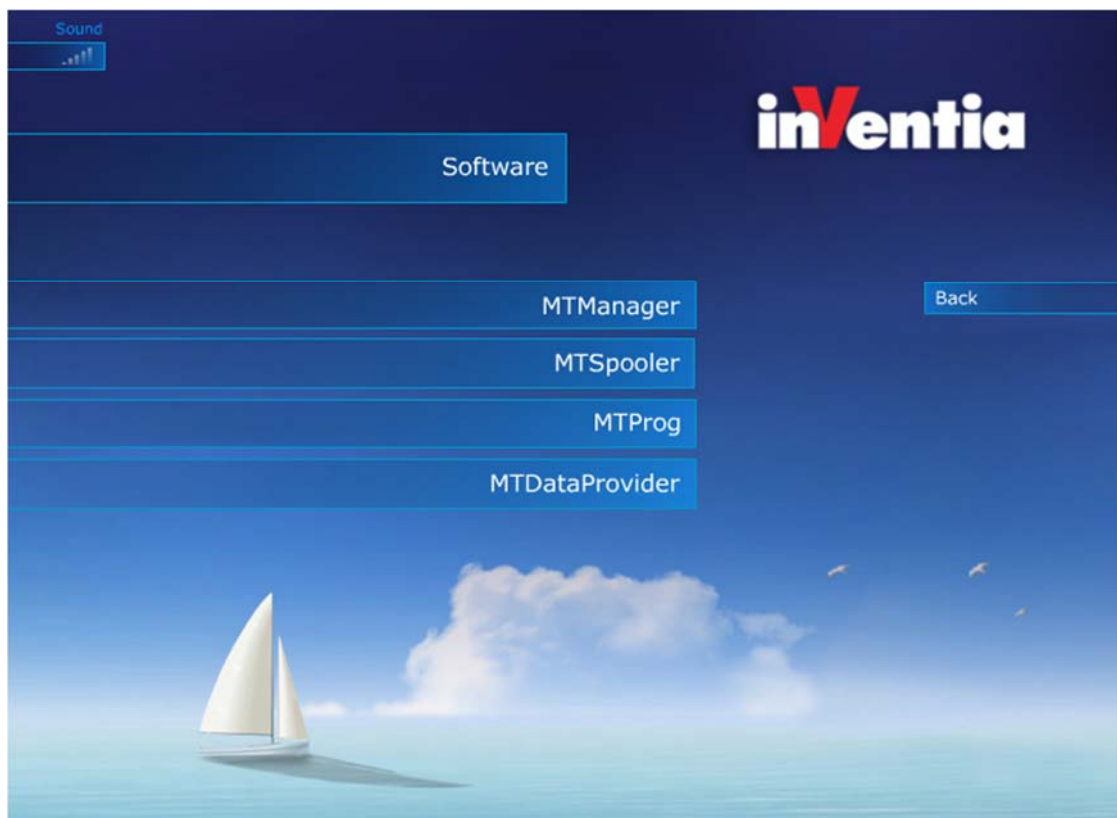 Sound
inVentia
Software
MTManager
Back
MTSpooler
MTProg
MTDataProvider